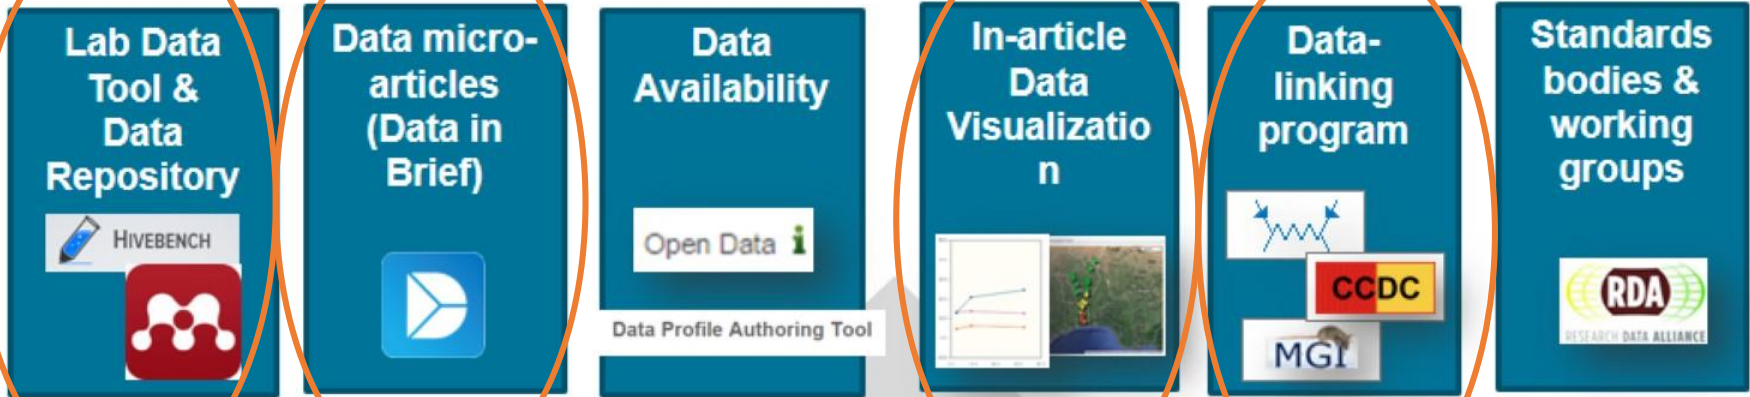 Lab Data
Tool &
Data
Repository
HIVEBENCH
Data micro-
articles
(Data in
Brief)
Data
Availability
Open Data i
Data Profile Authoring Tool
In-article
Data
Visualizatio
n
Data-
linking
program
CCDC
MGI
Standards
bodies &
working
groups
RDA
RESEARCH DATA ALLIANCE